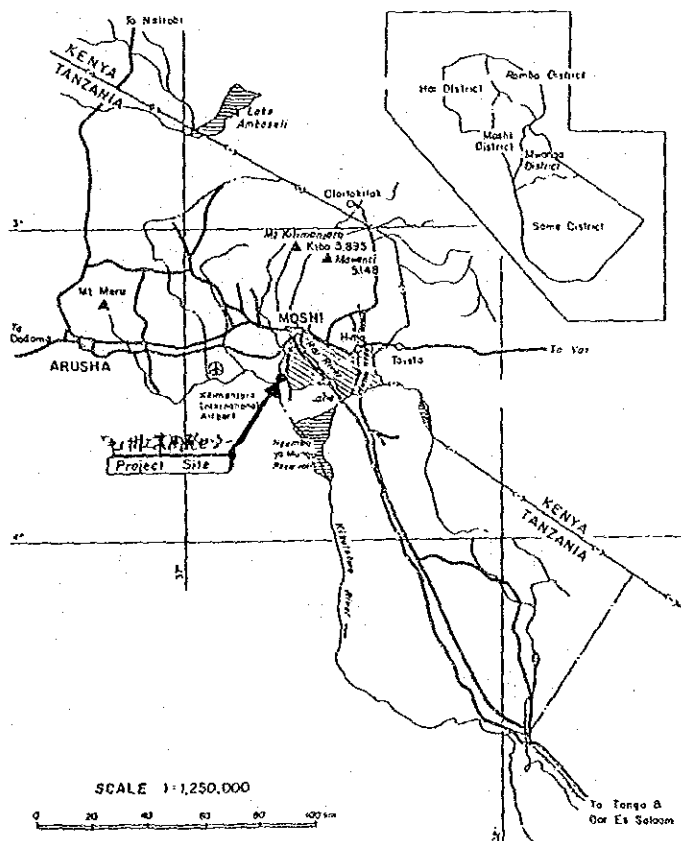 To Nairobi
KENYA
TANZANIA
Lake
Amboseli
Hai District
Rombo District
Moshi
District
Mwanga
District
Same District
Oloitokitok
3°
Mt Kilimanjaro
Kibo 5,895
Mawenzi
5,148
Mt Meru
MOSHI
Himo
To
Dodoma
ARUSHA
Taveta
To Voi
Kilimanjaro
International
Airport
Project Site
Nyumba
ya Mungu
Reservoir
KENYA
TANZANIA
4°
37°
River
SCALE 1=1,250,000
0 20 40 60 80 100 km
To Tanga &
Dar Es Salaam